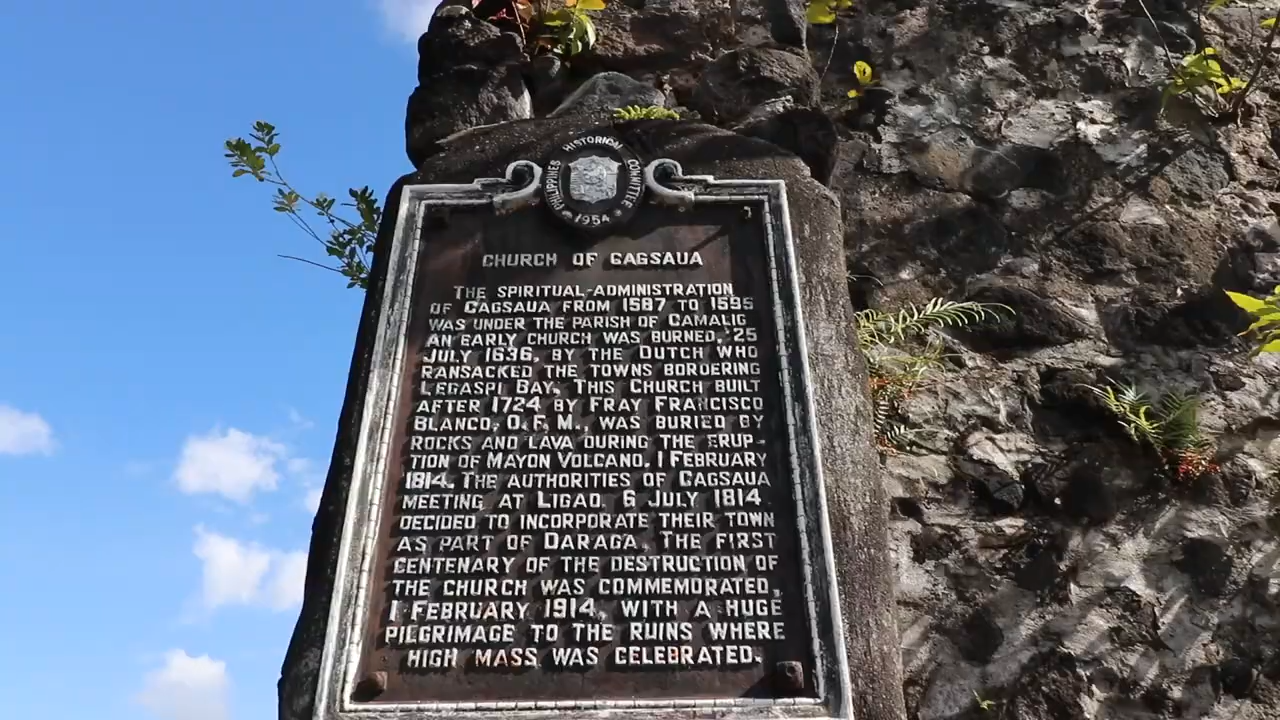 PHILIPPINES HISTORICAL COMMITTEE
1954
CHURCH OF CAGSAUA
THE SPIRITUAL-ADMINISTRATION
OF CAGSAUA FROM 1587 TO 1595
WAS UNDER THE PARISH OF CAMALIG
AN EARLY CHURCH WAS BURNED, 25
JULY 1636, BY THE DUTCH WHO
RANSACKED THE TOWNS BORDERING
LEGASPI BAY. THIS CHURCH BUILT
AFTER 1724 BY FRAY FRANCISCO
BLANCO, O.F.M., WAS BURIED BY
ROCKS AND LAVA DURING THE ERUP-
TION OF MAYON VOLCANO, 1 FEBRUARY
1814. THE AUTHORITIES OF CAGSAUA
MEETING AT LIGAO, 6 JULY 1814
DECIDED TO INCORPORATE THEIR TOWN
AS PART OF DARAGA. THE FIRST
CENTENARY OF THE DESTRUCTION OF
THE CHURCH WAS COMMEMORATED,
1 FEBRUARY 1914, WITH A HUGE
PILGRIMAGE TO THE RUINS WHERE
HIGH MASS WAS CELEBRATED.